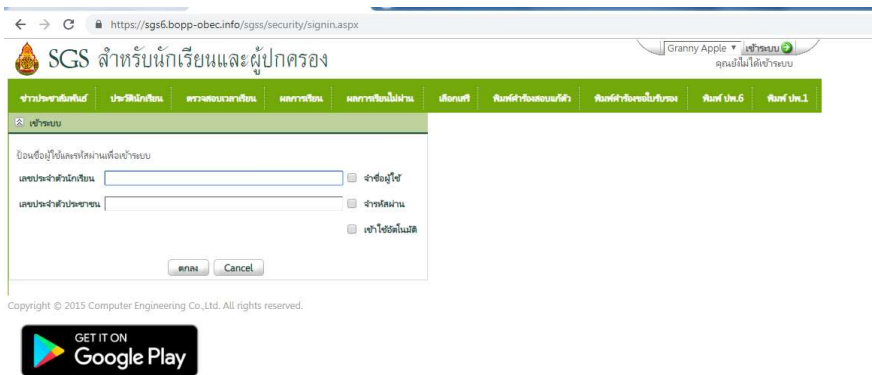 https://sgs6.bopp-obec.info/sgss/security/signin.aspx
SGS สำหรับนักเรียนและผู้ปกครอง
Granny Apple เข้าระบบ
คุณยังไม่ได้เข้าระบบ
ข่าวประชาสัมพันธ์ ประวัตินักเรียน ตรวจสอบเวลาเรียน ผลการเรียน ผลการเรียนไม่ผ่าน เลือกเสรี พิมพ์คำร้องสอบแก้ตัว พิมพ์คำร้องขอใบรับรอง พิมพ์ ปพ.6 พิมพ์ ปพ.1
เข้าระบบ
ป้อนชื่อผู้ใช้และรหัสผ่านเพื่อเข้าระบบ
เลขประจำตัวนักเรียน จำชื่อผู้ใช้
เลขประจำตัวประชาชน จำรหัสผ่าน
เข้าใช้อัตโนมัติ
ตกลง Cancel
Copyright © 2015 Computer Engineering Co.,Ltd. All rights reserved.
GET IT ON
Google Play